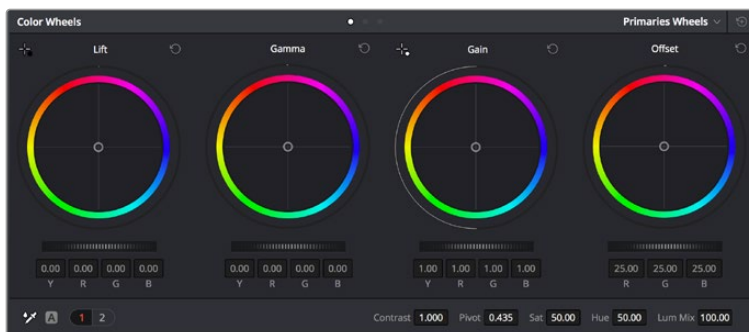 Color Wheels Primaries Wheels
Lift Gamma Gain Offset
0.00 0.00 0.00 0.00 0.00 0.00 0.00 0.00 1.00 1.00 1.00 1.00 25.00 25.00 25.00
Y R G B Y R G B Y R G B R G B
A 1 2 Contrast 1.000 Pivot 0.435 Sat 50.00 Hue 50.00 Lum Mix 100.00